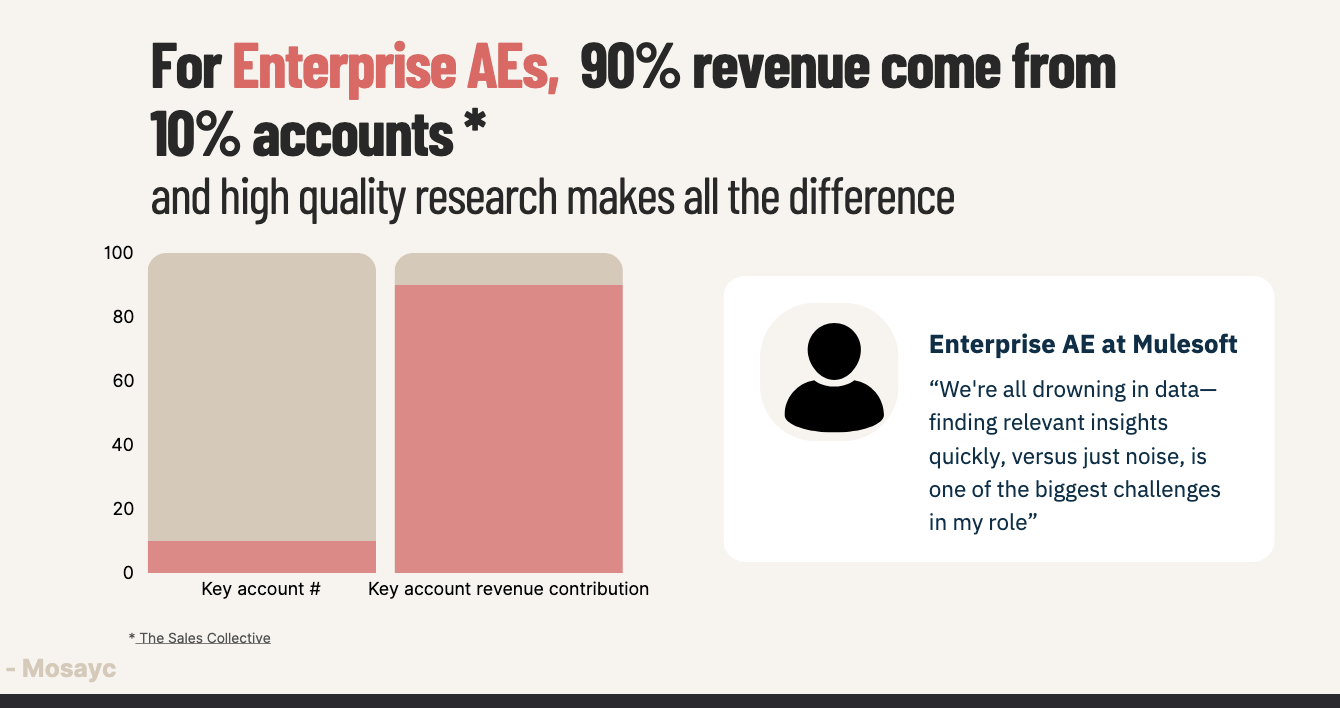 For Enterprise AEs, 90% revenue come from
10% accounts *
and high quality research makes all the difference
100
80
60
40
20
0
Key account #
Key account revenue contribution
Enterprise AE at Mulesoft
“We're all drowning in data—
finding relevant insights
quickly, versus just noise, is
one of the biggest challenges
in my role”
* The Sales Collective
- Mosayc